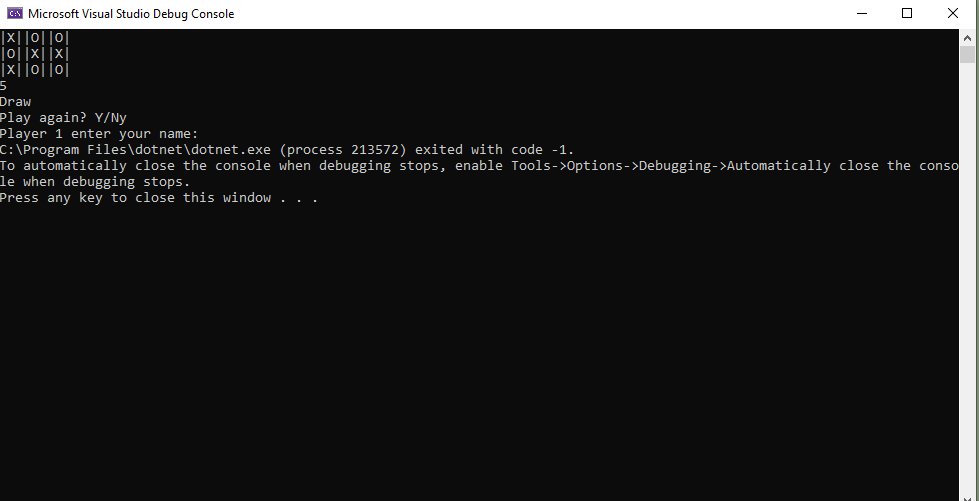 Microsoft Visual Studio Debug Console
|X||O||O|
|O||X||X|
|X||O||O|
5
Draw
Play again? Y/Ny
Player 1 enter your name:
C:\Program Files\dotnet\dotnet.exe (process 213572) exited with code -1.
To automatically close the console when debugging stops, enable Tools->Options->Debugging->Automatically close the conso
le when debugging stops.
Press any key to close this window . . .